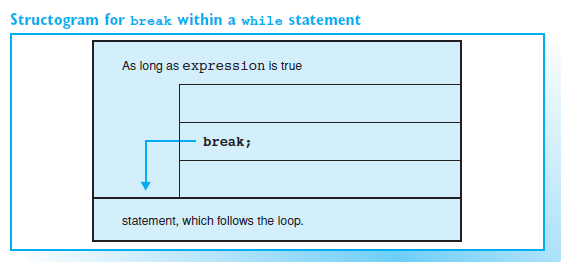 Structogram for break within a while statement
As long as expression is true
break;
statement, which follows the loop.